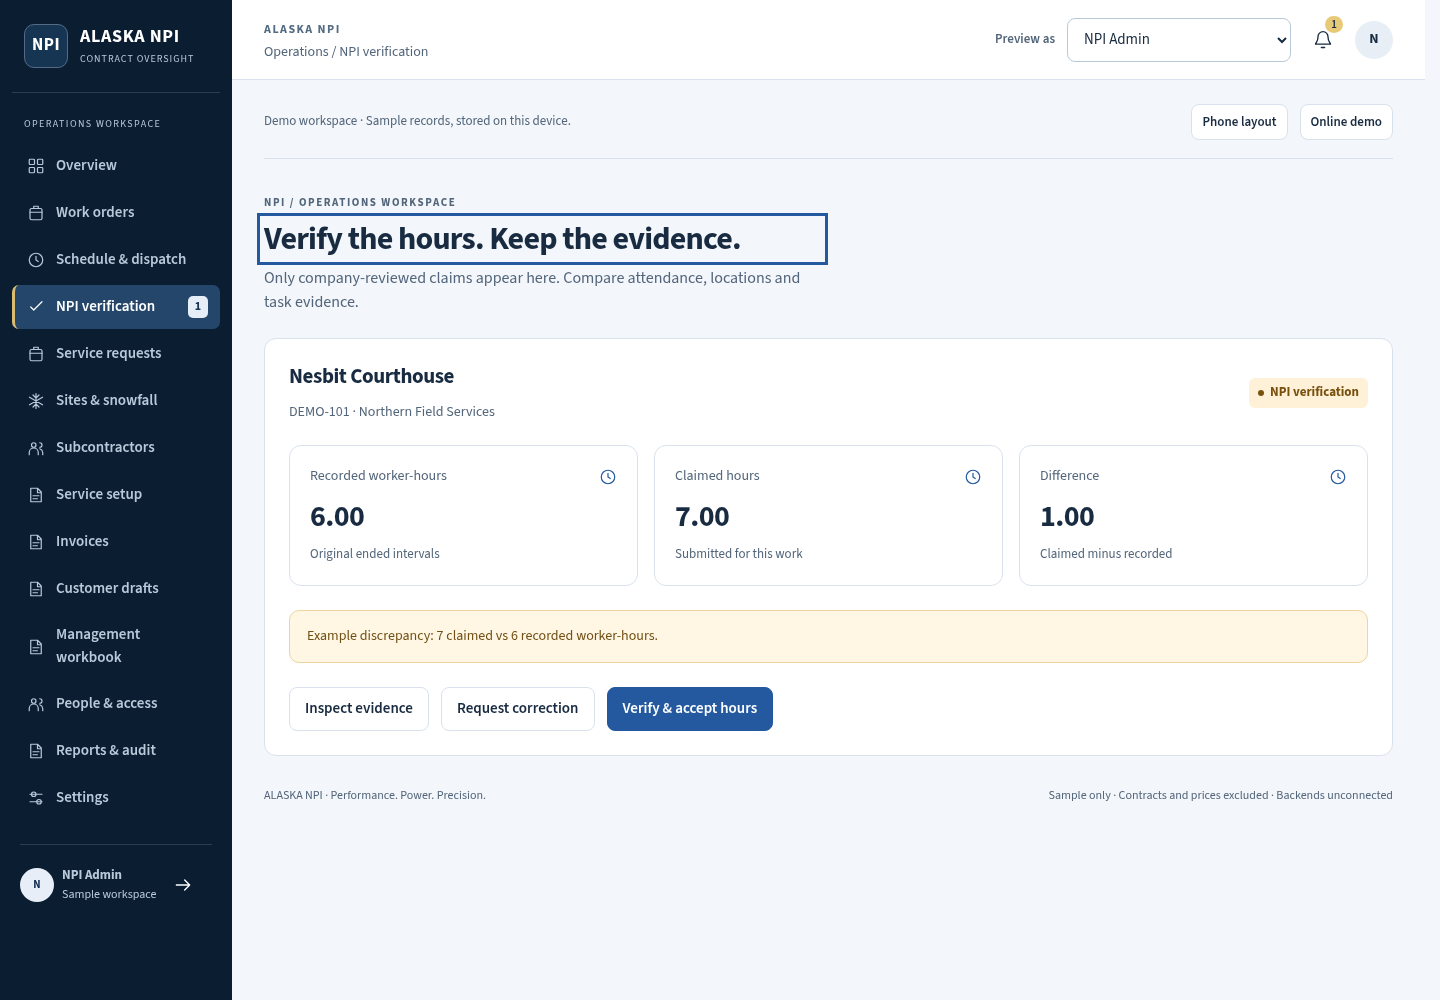 NPI
ALASKA NPI
CONTRACT OVERSIGHT
OPERATIONS WORKSPACE
Overview
Work orders
Schedule & dispatch
NPI verification
1
Service requests
Sites & snowfall
Subcontractors
Service setup
Invoices
Customer drafts
Management
workbook
People & access
Reports & audit
Settings
N
NPI Admin
Sample workspace
ALASKA NPI
Operations / NPI verification
Preview as
NPI Admin
1
N
Demo workspace · Sample records, stored on this device.
Phone layout
Online demo
NPI / OPERATIONS WORKSPACE
Verify the hours. Keep the evidence.
Only company-reviewed claims appear here. Compare attendance, locations and
task evidence.
Nesbit Courthouse
DEMO-101 · Northern Field Services
NPI verification
Recorded worker-hours
6.00
Original ended intervals
Claimed hours
7.00
Submitted for this work
Difference
1.00
Claimed minus recorded
Example discrepancy: 7 claimed vs 6 recorded worker-hours.
Inspect evidence
Request correction
Verify & accept hours
ALASKA NPI · Performance. Power. Precision.
Sample only · Contracts and prices excluded · Backends unconnected